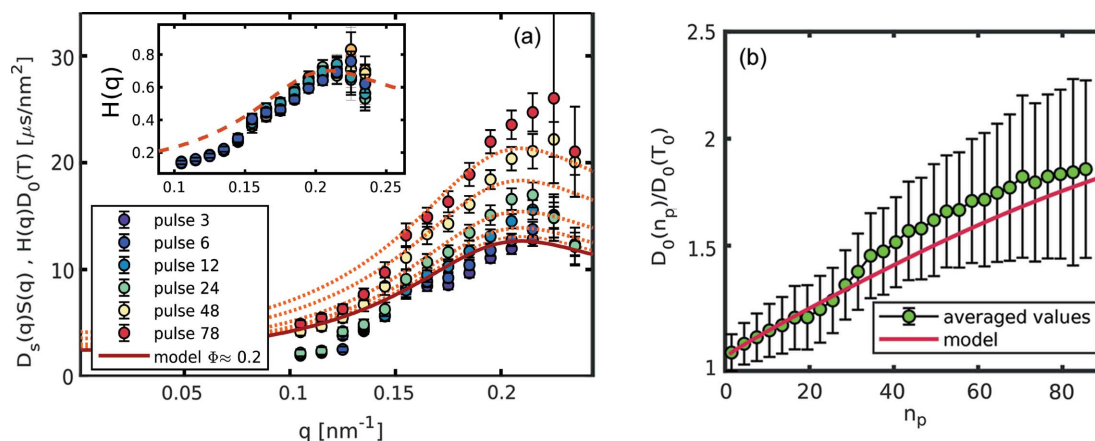 (a)
H(q)
0.8
0.6
0.4
0.2
0.1
0.15
0.2
0.25
D_s(q)S(q) , H(q)D_0(T) [μs/nm²]
30
20
10
0
pulse 3
pulse 6
pulse 12
pulse 24
pulse 48
pulse 78
model Φ≈ 0.2
0.05
0.1
0.15
0.2
q [nm⁻¹]
(b)
D_0(n_p)/D_0(T_0)
2.5
2
1.5
1
averaged values
model
0
20
40
60
80
n_p